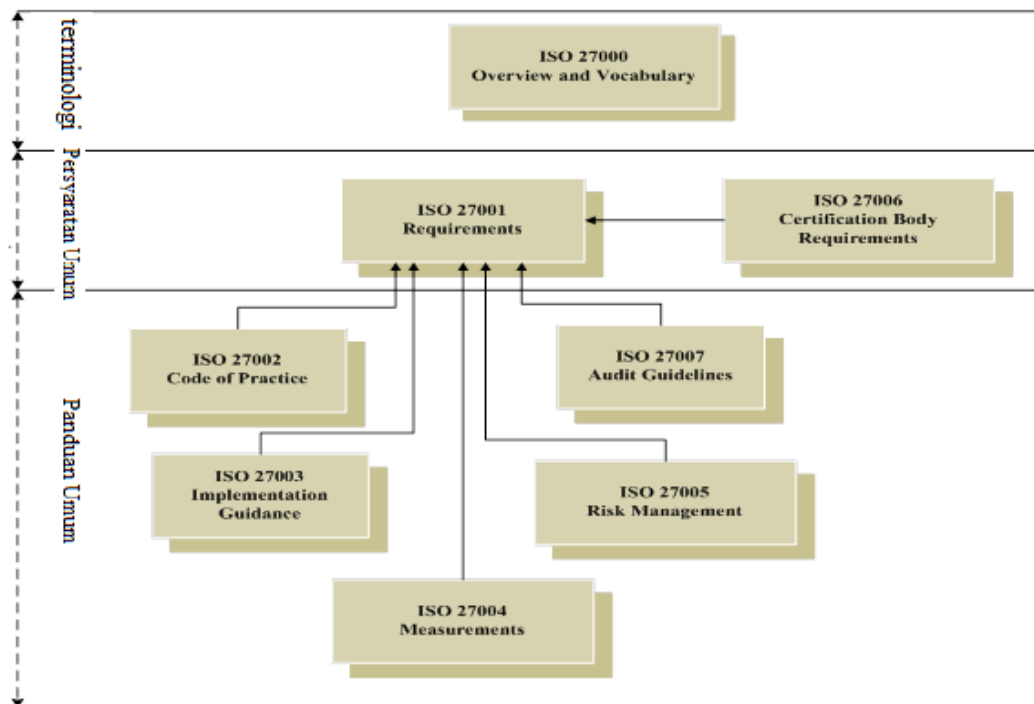 terminologi
ISO 27000
Overview and Vocabulary
Persyaratan Umum
ISO 27001
Requirements
ISO 27006
Certification Body
Requirements
Panduan Umum
ISO 27002
Code of Practice
ISO 27007
Audit Guidelines
ISO 27003
Implementation
Guidance
ISO 27005
Risk Management
ISO 27004
Measurements